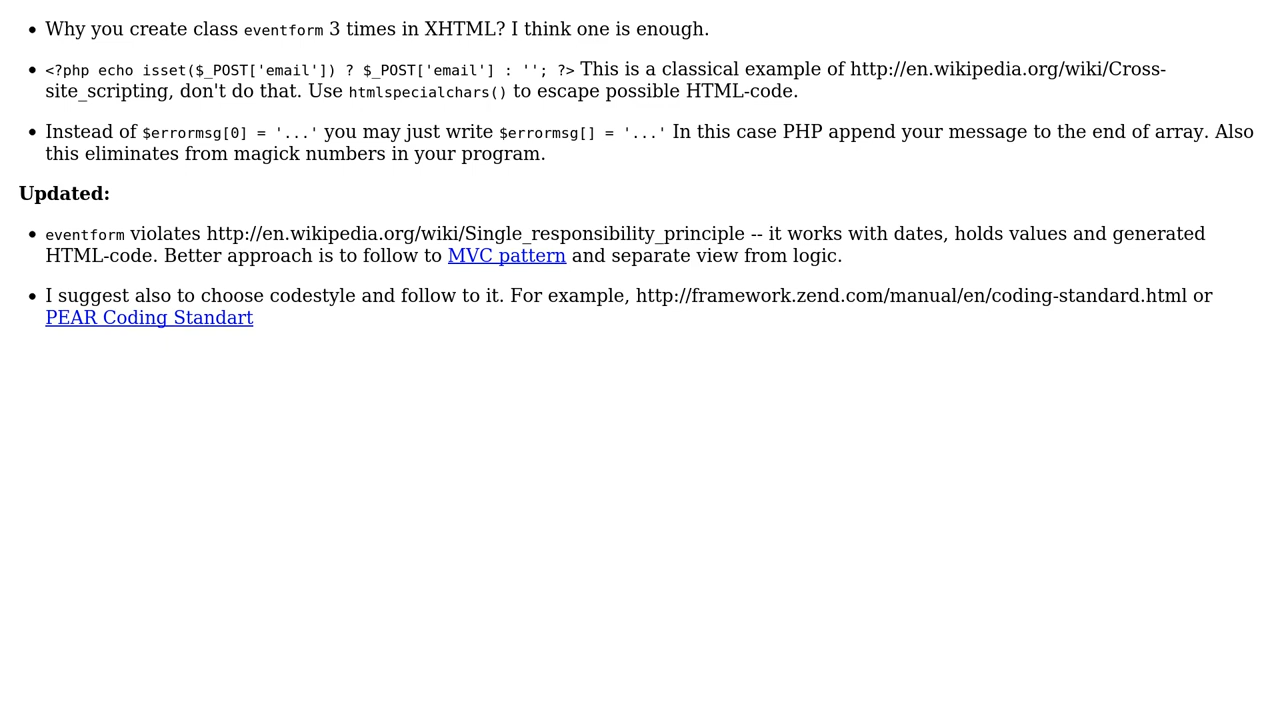 Why you create class eventform 3 times in XHTML? I think one is enough.
<?php echo isset($_POST['email']) ? $_POST['email'] : ''; ?> This is a classical example of http://en.wikipedia.org/wiki/Cross-
site_scripting, don't do that. Use htmlspecialchars() to escape possible HTML-code.
Instead of $errormsg[0] = '...' you may just write $errormsg[] = '...' In this case PHP append your message to the end of array. Also
this eliminates from magick numbers in your program.
Updated:
eventform violates http://en.wikipedia.org/wiki/Single_responsibility_principle -- it works with dates, holds values and generated
HTML-code. Better approach is to follow to MVC pattern and separate view from logic.
I suggest also to choose codestyle and follow to it. For example, http://framework.zend.com/manual/en/coding-standard.html or
PEAR Coding Standart